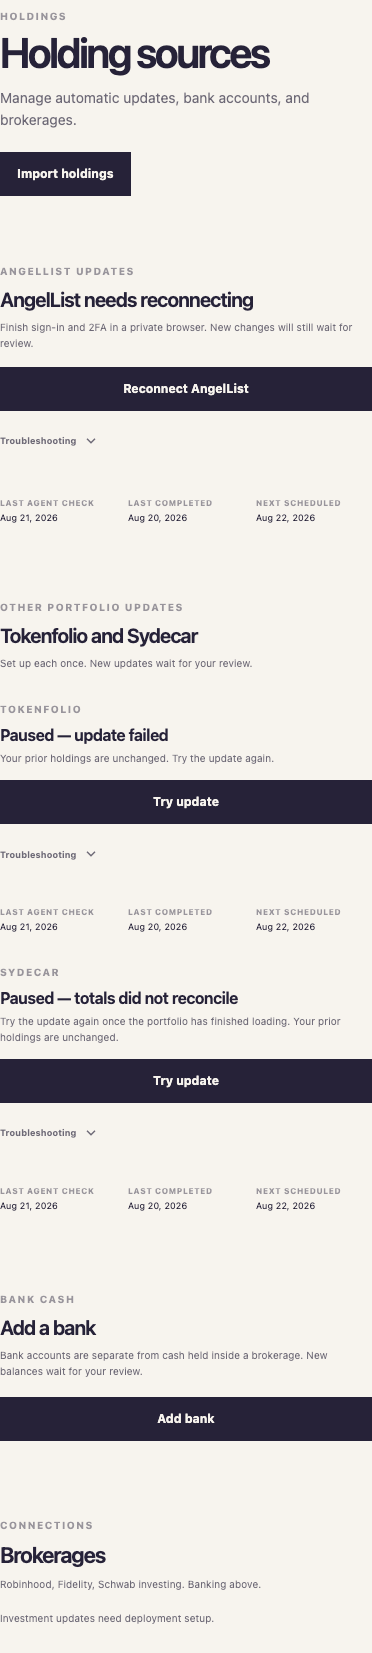 HOLDINGS
Holding sources
Manage automatic updates, bank accounts, and
brokerages.
Import holdings
ANGELLIST UPDATES
AngelList needs reconnecting
Finish sign-in and 2FA in a private browser. New changes will still wait for
review.
Reconnect AngelList
Troubleshooting
LAST AGENT CHECK LAST COMPLETED NEXT SCHEDULED
Aug 21, 2026 Aug 20, 2026 Aug 22, 2026
OTHER PORTFOLIO UPDATES
Tokenfolio and Sydecar
Set up each once. New updates wait for your review.
TOKENFOLIO
Paused — update failed
Your prior holdings are unchanged. Try the update again.
Try update
Troubleshooting
LAST AGENT CHECK LAST COMPLETED NEXT SCHEDULED
Aug 21, 2026 Aug 20, 2026 Aug 22, 2026
SYDECAR
Paused — totals did not reconcile
Try the update again once the portfolio has finished loading. Your prior
holdings are unchanged.
Try update
Troubleshooting
LAST AGENT CHECK LAST COMPLETED NEXT SCHEDULED
Aug 21, 2026 Aug 20, 2026 Aug 22, 2026
BANK CASH
Add a bank
Bank accounts are separate from cash held inside a brokerage. New
balances wait for your review.
Add bank
CONNECTIONS
Brokerages
Robinhood, Fidelity, Schwab investing. Banking above.
Investment updates need deployment setup.